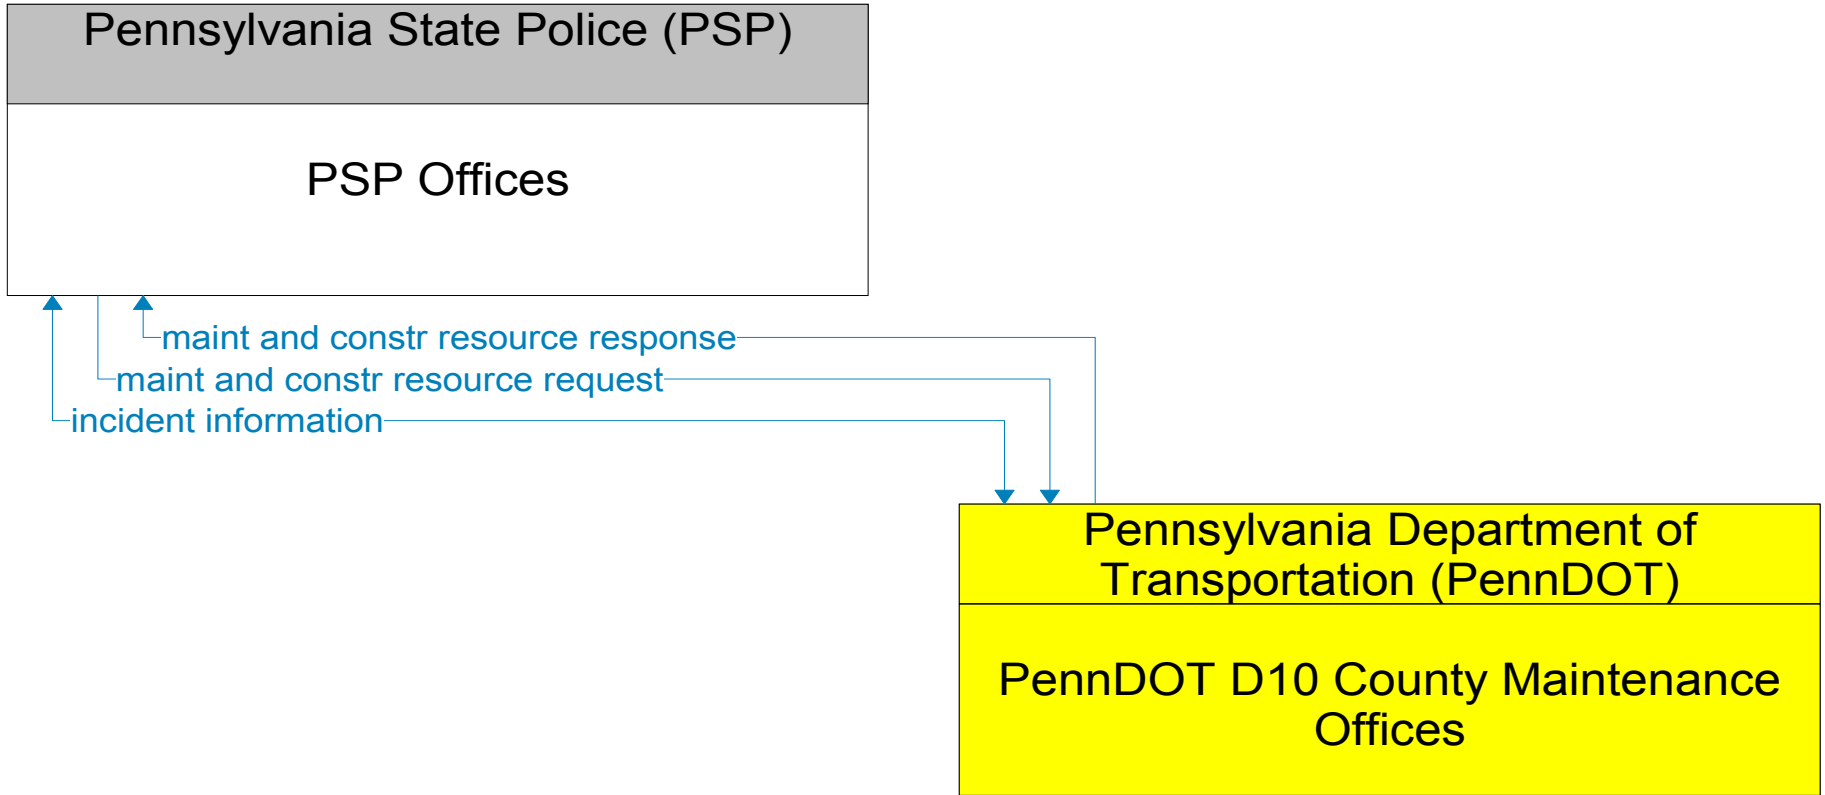 Pennsylvania State Police (PSP)
PSP Offices
maint and constr resource response
maint and constr resource request
incident information
Pennsylvania Department of
Transportation (PennDOT)
PennDOT D10 County Maintenance
Offices